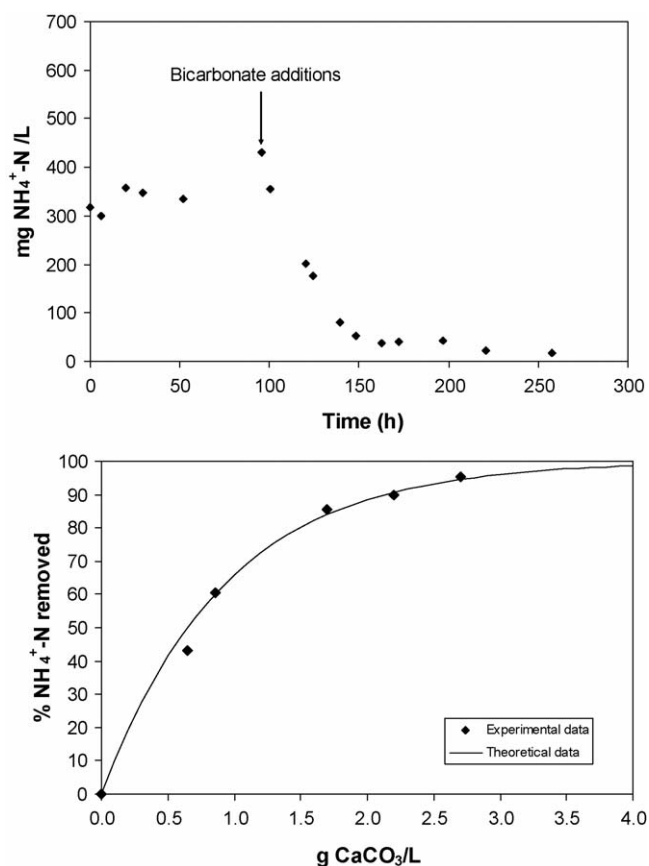 700
600
500
400
300
200
100
0
mg NH₄⁺-N /L
Bicarbonate additions
0 50 100 150 200 250 300
Time (h)
100
90
80
70
60
50
40
30
20
10
0
% NH₄⁺-N removed
Experimental data
Theoretical data
0.0 0.5 1.0 1.5 2.0 2.5 3.0 3.5 4.0
g CaCO₃/L